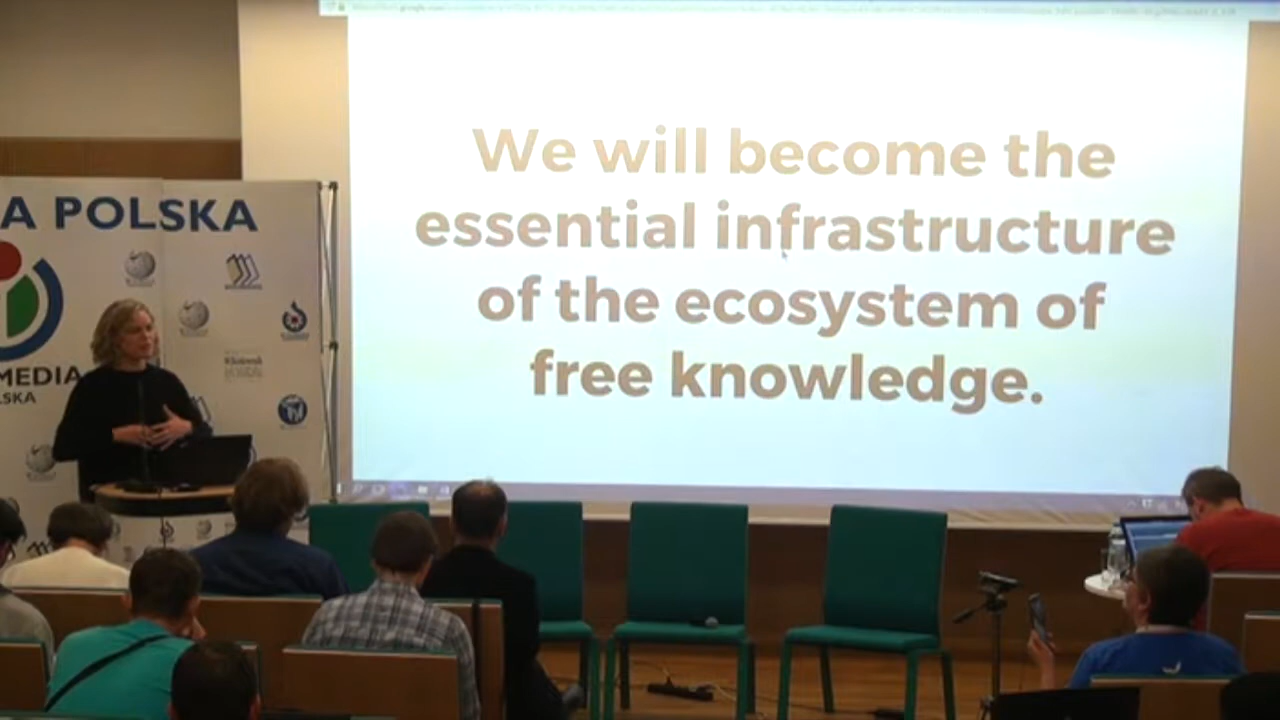 We will become the
essential infrastructure
of the ecosystem of
free knowledge.
A POLSKA
MEDIA
LSKA